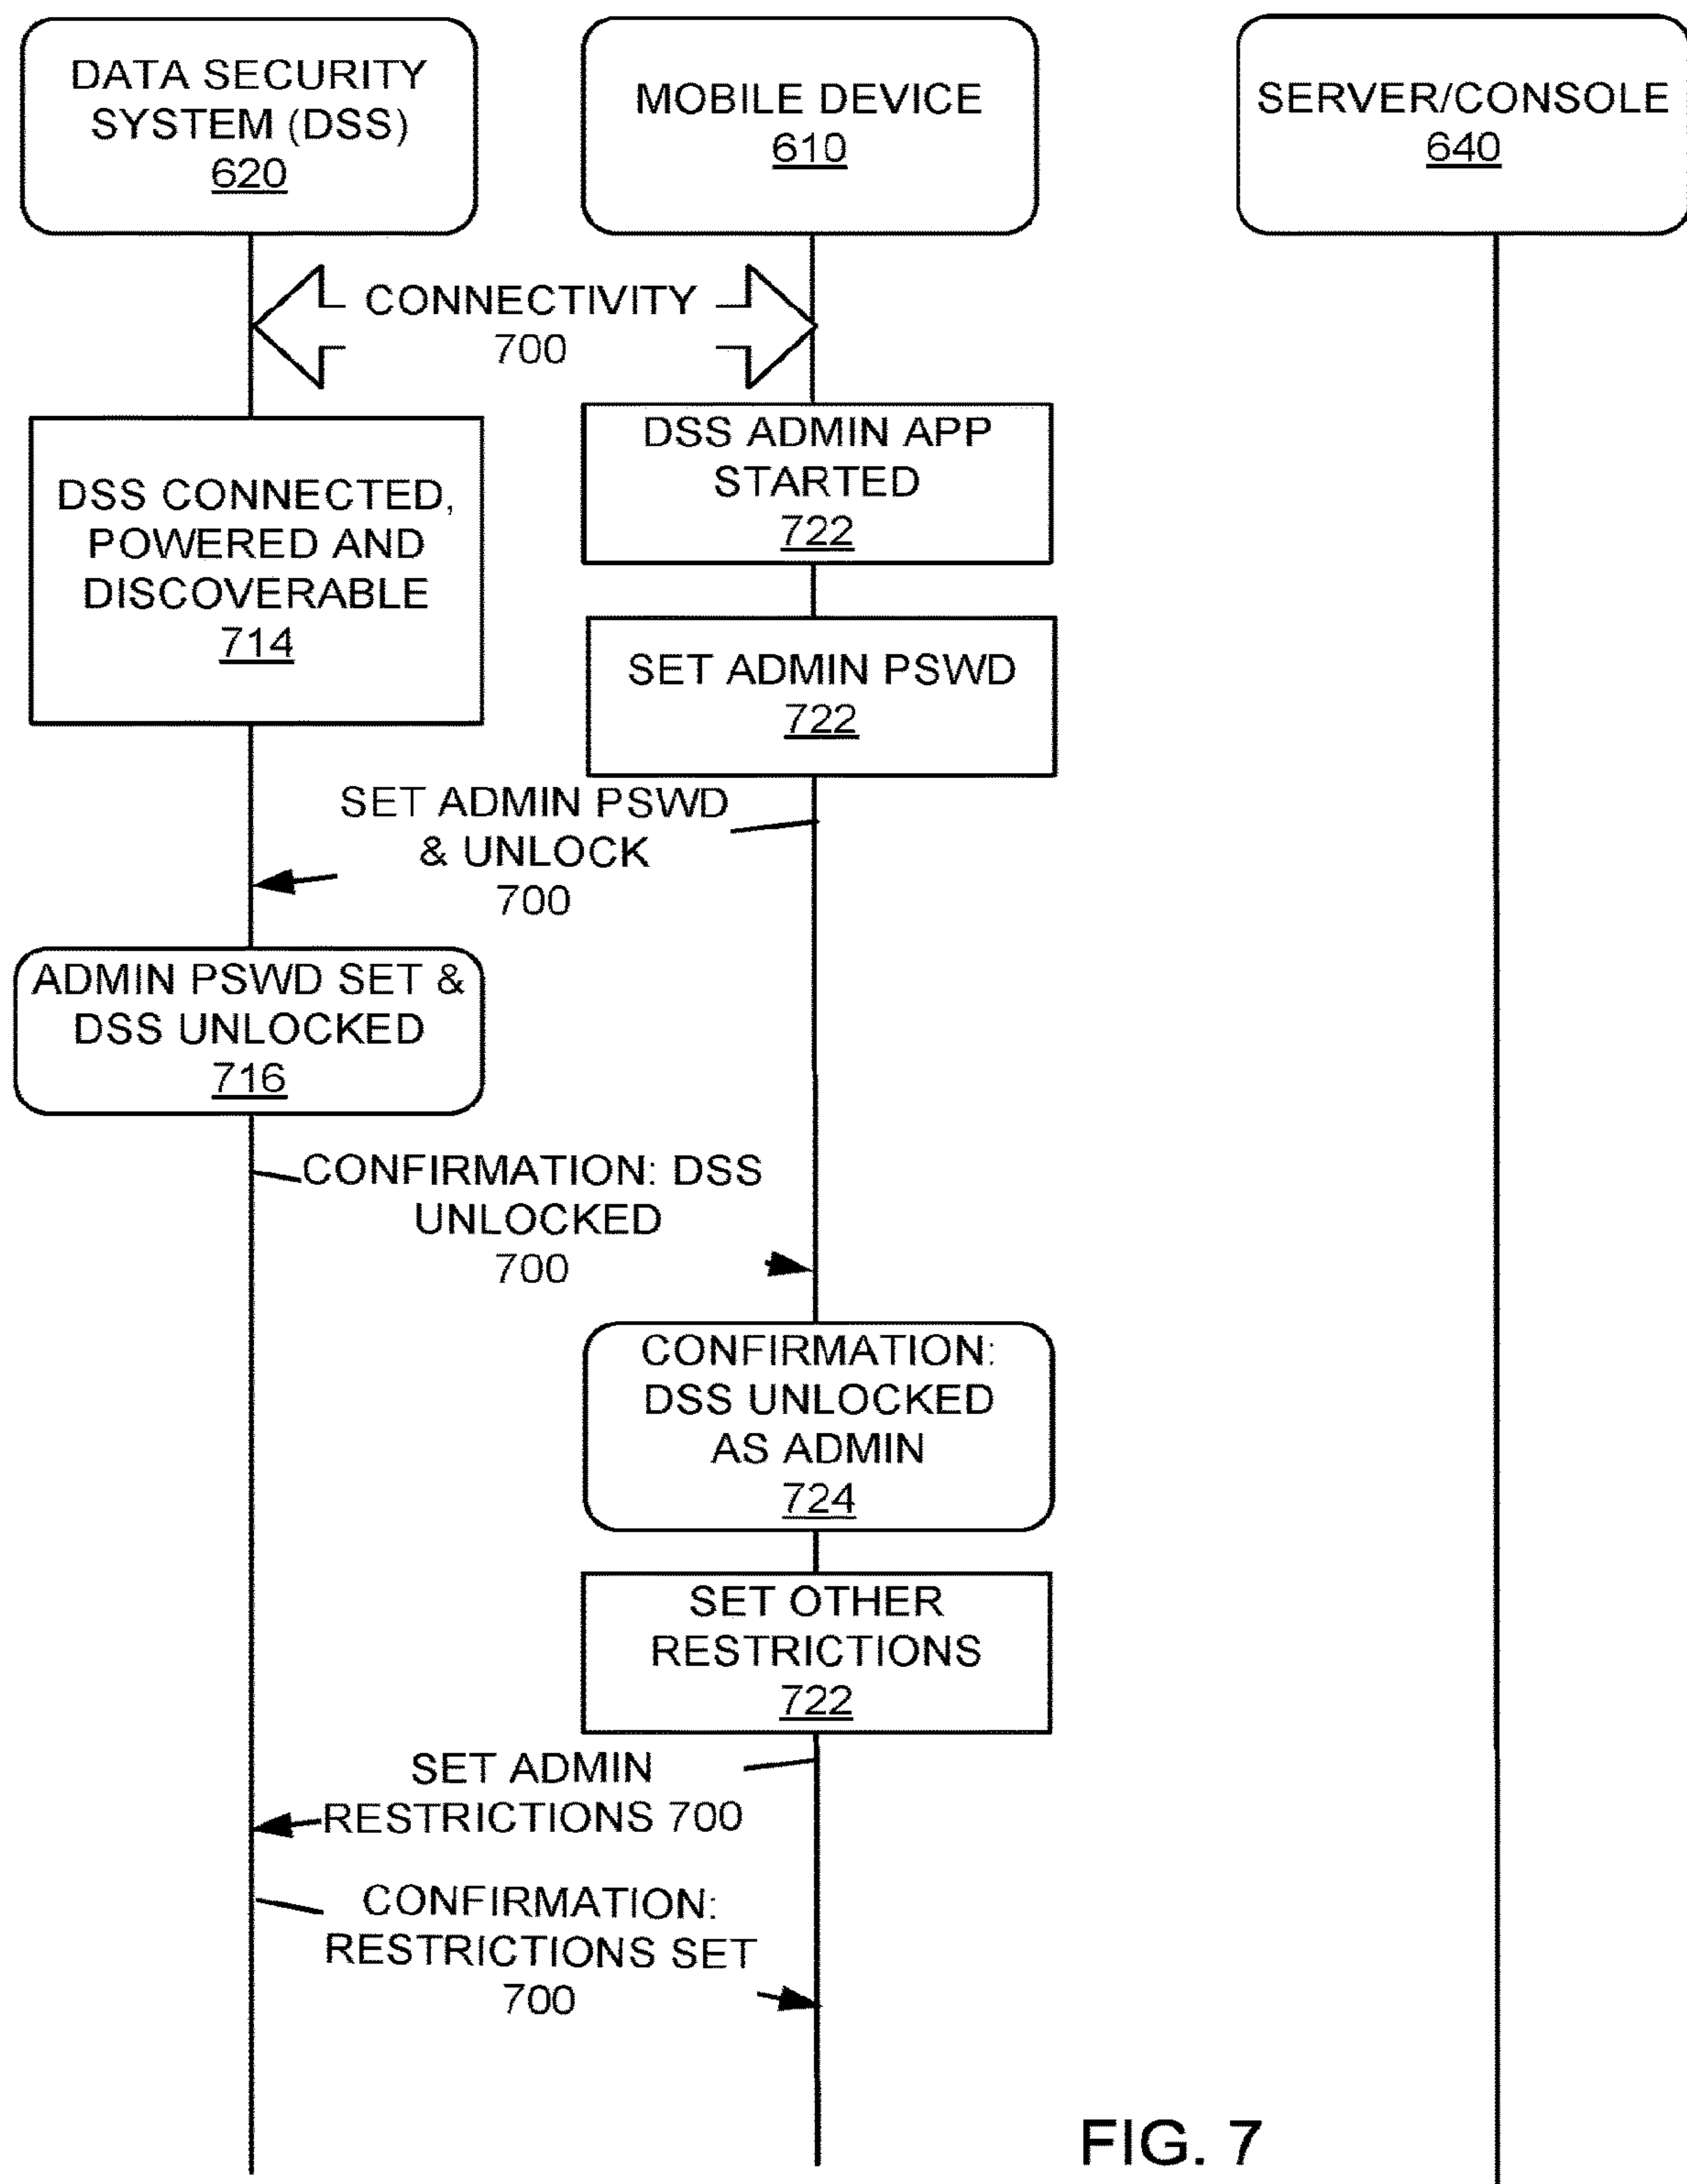 DATA SECURITY
SYSTEM (DSS)
620
MOBILE DEVICE
610
SERVER/CONSOLE
640
CONNECTIVITY
700
DSS CONNECTED,
POWERED AND
DISCOVERABLE
714
DSS ADMIN APP
STARTED
722
SET ADMIN PSWD
722
SET ADMIN PSWD
& UNLOCK
700
ADMIN PSWD SET &
DSS UNLOCKED
716
CONFIRMATION: DSS
UNLOCKED
700
CONFIRMATION:
DSS UNLOCKED
AS ADMIN
724
SET OTHER
RESTRICTIONS
722
SET ADMIN
RESTRICTIONS 700
CONFIRMATION:
RESTRICTIONS SET
700
FIG. 7